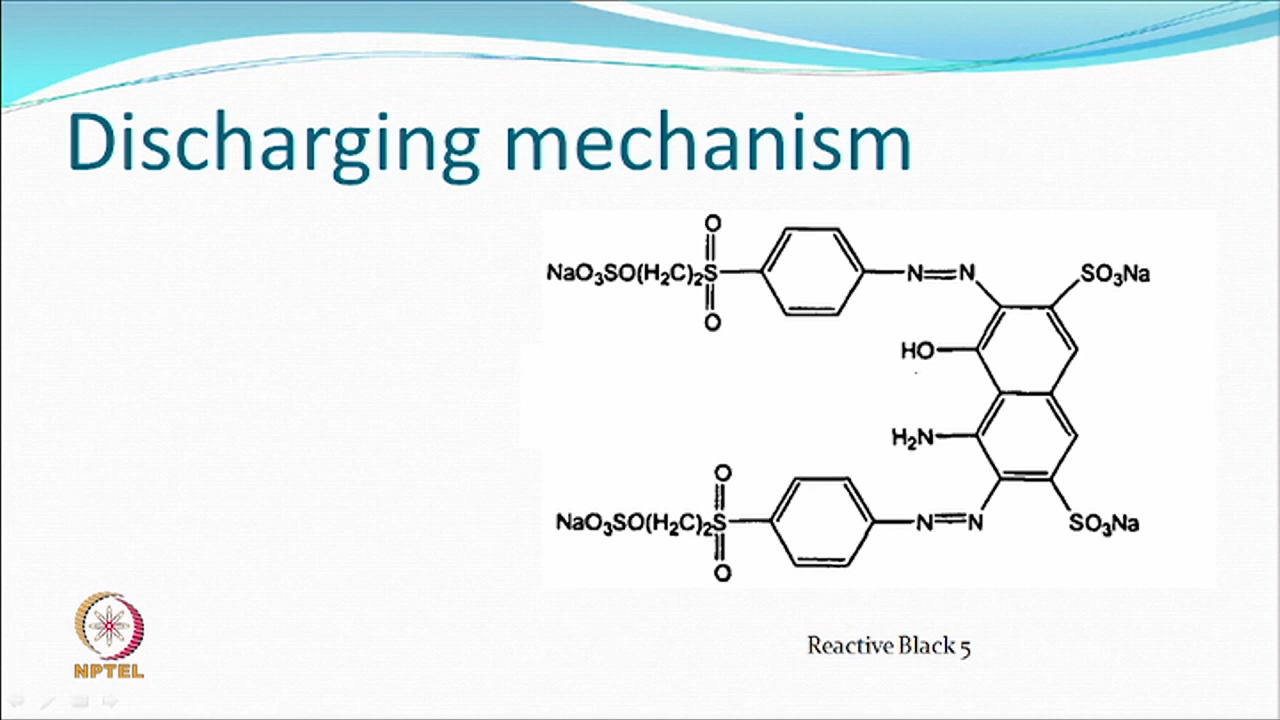 Discharging mechanism
O
NaO₃SO(H₂C)₂S
N
N
SO₃Na
O
HO
H₂N
O
NaO₃SO(H₂C)₂S
N
N
SO₃Na
O
Reactive Black 5
NPTEL